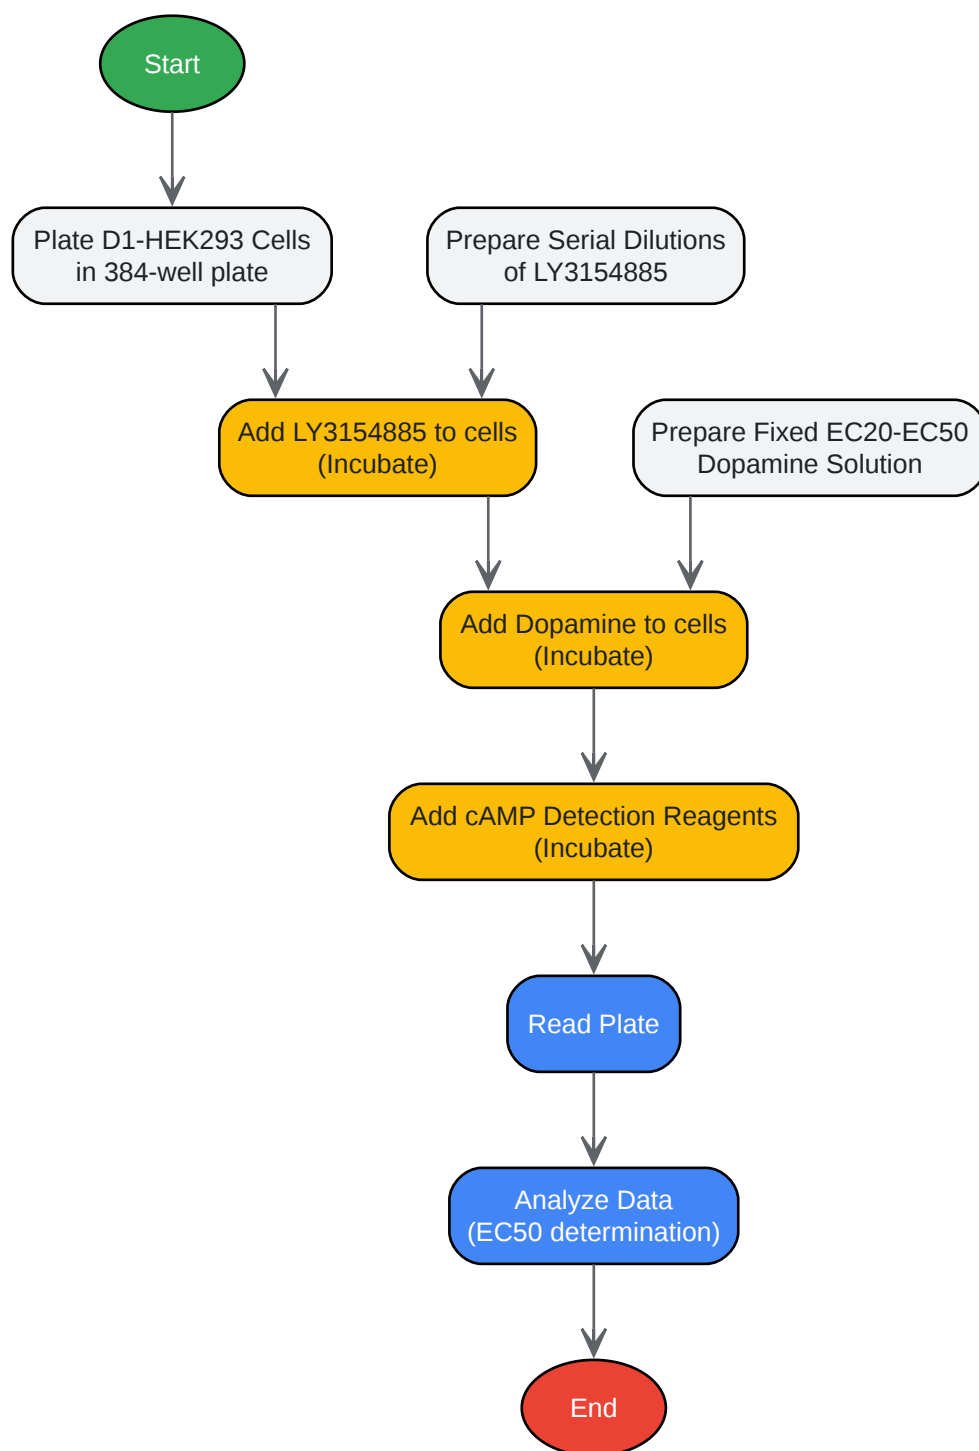 Start
Plate D1-HEK293 Cells
in 384-well plate
Prepare Serial Dilutions
of LY3154885
Add LY3154885 to cells
(Incubate)
Prepare Fixed EC20-EC50
Dopamine Solution
Add Dopamine to cells
(Incubate)
Add cAMP Detection Reagents
(Incubate)
Read Plate
Analyze Data
(EC50 determination)
End